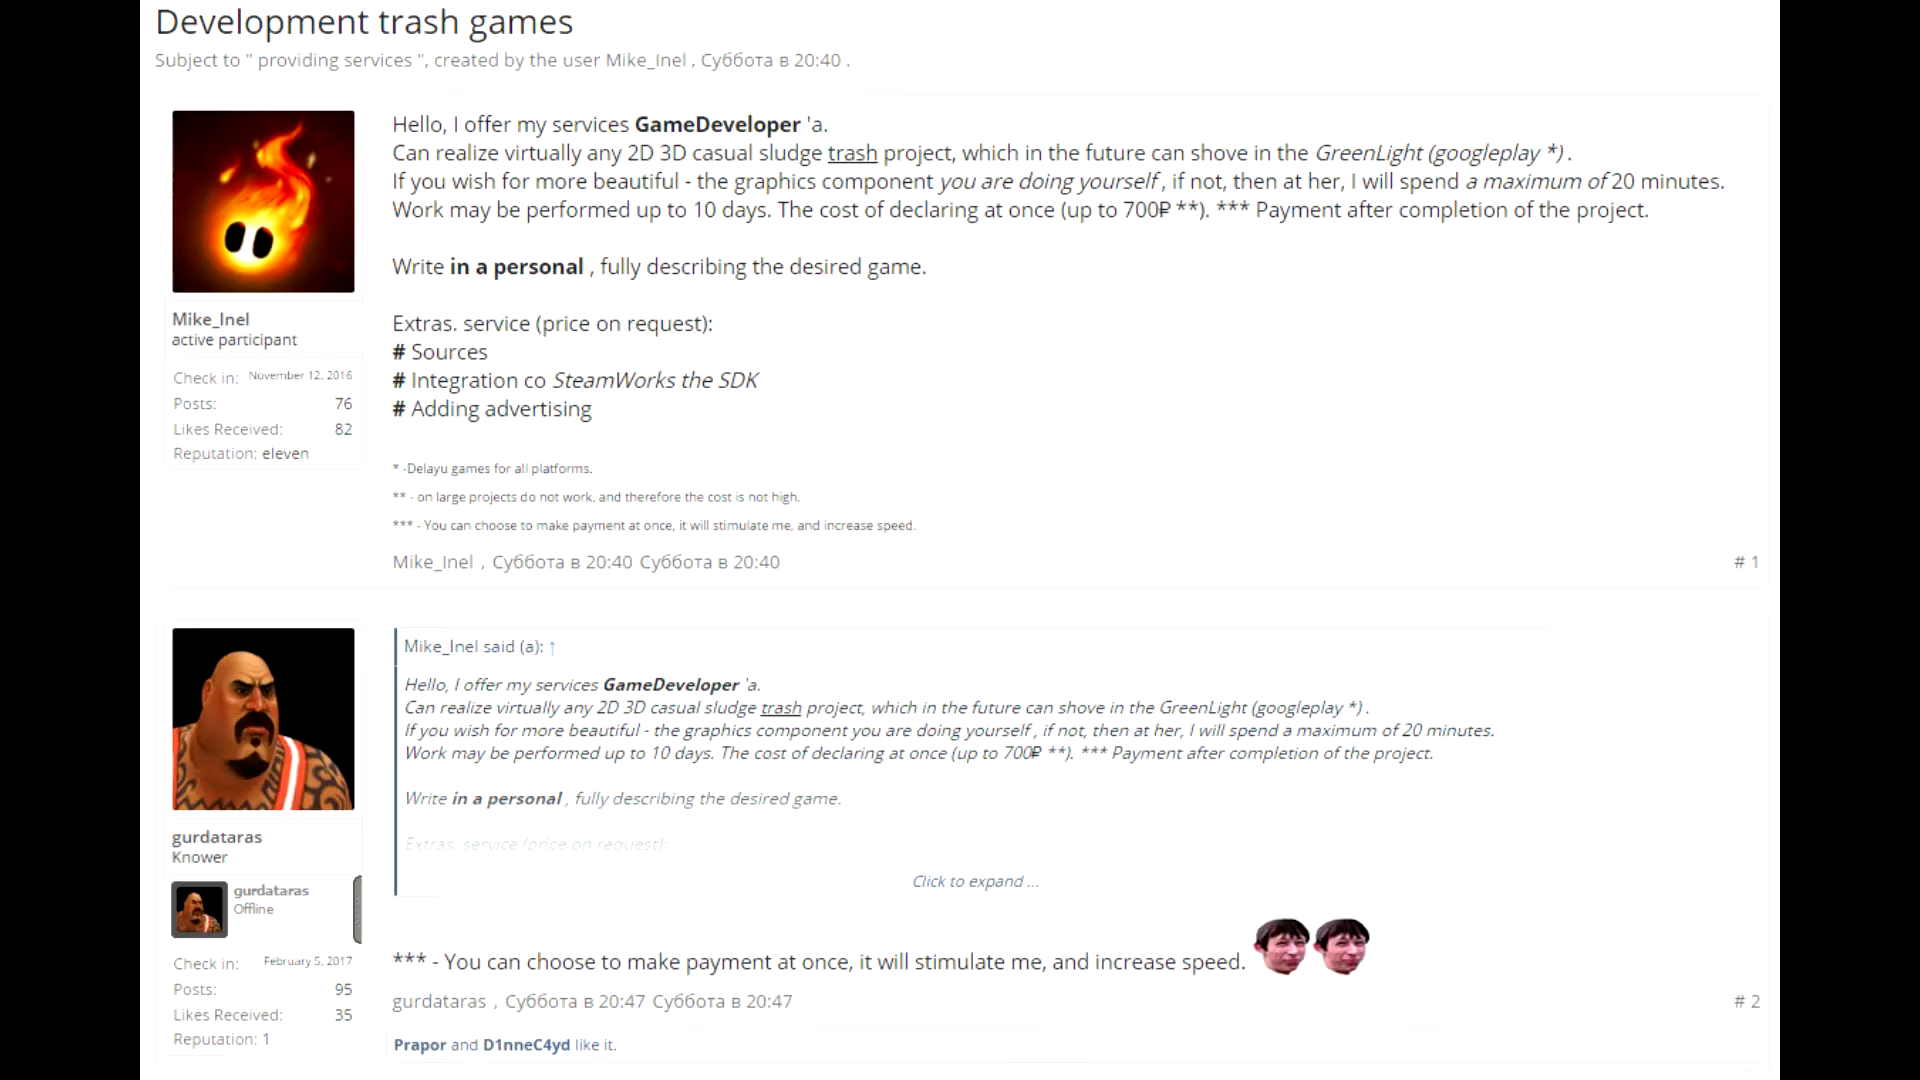 Development trash games
Subject to " providing services ", created by the user Mike_Inel , Суббота в 20:40 .
Hello, I offer my services GameDeveloper 'a.
Can realize virtually any 2D 3D casual sludge trash project, which in the future can shove in the GreenLight (googleplay *) .
If you wish for more beautiful - the graphics component you are doing yourself , if not, then at her, I will spend a maximum of 20 minutes.
Work may be performed up to 10 days. The cost of declaring at once (up to 700₽ **). *** Payment after completion of the project.
Write in a personal , fully describing the desired game.
Extras. service (price on request):
# Sources
# Integration co SteamWorks the SDK
# Adding advertising
* -Delayu games for all platforms.
** - on large projects do not work, and therefore the cost is not high.
*** - You can choose to make payment at once, it will stimulate me, and increase speed.
Mike_Inel , Суббота в 20:40 Суббота в 20:40
# 1
Mike_Inel
active participant
Check in: November 12, 2016
Posts: 76
Likes Received: 82
Reputation: eleven
Mike_Inel said (a): ↑
Hello, I offer my services GameDeveloper 'a.
Can realize virtually any 2D 3D casual sludge trash project, which in the future can shove in the GreenLight (googleplay *) .
If you wish for more beautiful - the graphics component you are doing yourself , if not, then at her, I will spend a maximum of 20 minutes.
Work may be performed up to 10 days. The cost of declaring at once (up to 700₽ **). *** Payment after completion of the project.
Write in a personal , fully describing the desired game.
Extras. service (price on request):
Click to expand ...
*** - You can choose to make payment at once, it will stimulate me, and increase speed.
gurdataras , Суббота в 20:47 Суббота в 20:47
# 2
Prapor and D1nneC4yd like it.
gurdataras
Knower
gurdataras
Offline
Check in: February 5, 2017
Posts: 95
Likes Received: 35
Reputation: 1